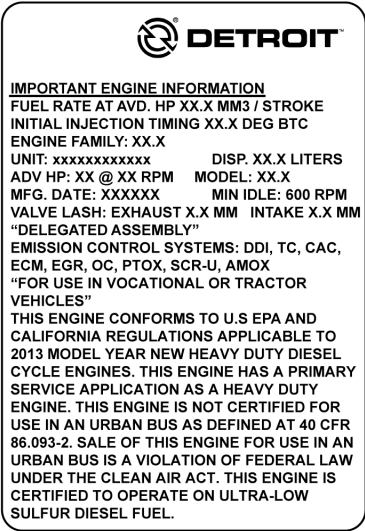 DETROIT™
IMPORTANT ENGINE INFORMATION
FUEL RATE AT AVD. HP XX.X MM3 / STROKE
INITIAL INJECTION TIMING XX.X DEG BTC
ENGINE FAMILY: XX.X
UNIT: xxxxxxxxxxxx DISP. XX.X LITERS
ADV HP: XX @ XX RPM MODEL: XX.X
MFG. DATE: XXXXXX MIN IDLE: 600 RPM
VALVE LASH: EXHAUST X.X MM INTAKE X.X MM
“DELEGATED ASSEMBLY”
EMISSION CONTROL SYSTEMS: DDI, TC, CAC,
ECM, EGR, OC, PTOX, SCR-U, AMOX
“FOR USE IN VOCATIONAL OR TRACTOR
VEHICLES”
THIS ENGINE CONFORMS TO U.S EPA AND
CALIFORNIA REGULATIONS APPLICABLE TO
2013 MODEL YEAR NEW HEAVY DUTY DIESEL
CYCLE ENGINES. THIS ENGINE HAS A PRIMARY
SERVICE APPLICATION AS A HEAVY DUTY
ENGINE. THIS ENGINE IS NOT CERTIFIED FOR
USE IN AN URBAN BUS AS DEFINED AT 40 CFR
86.093-2. SALE OF THIS ENGINE FOR USE IN AN
URBAN BUS IS A VIOLATION OF FEDERAL LAW
UNDER THE CLEAN AIR ACT. THIS ENGINE IS
CERTIFIED TO OPERATE ON ULTRA-LOW
SULFUR DIESEL FUEL.